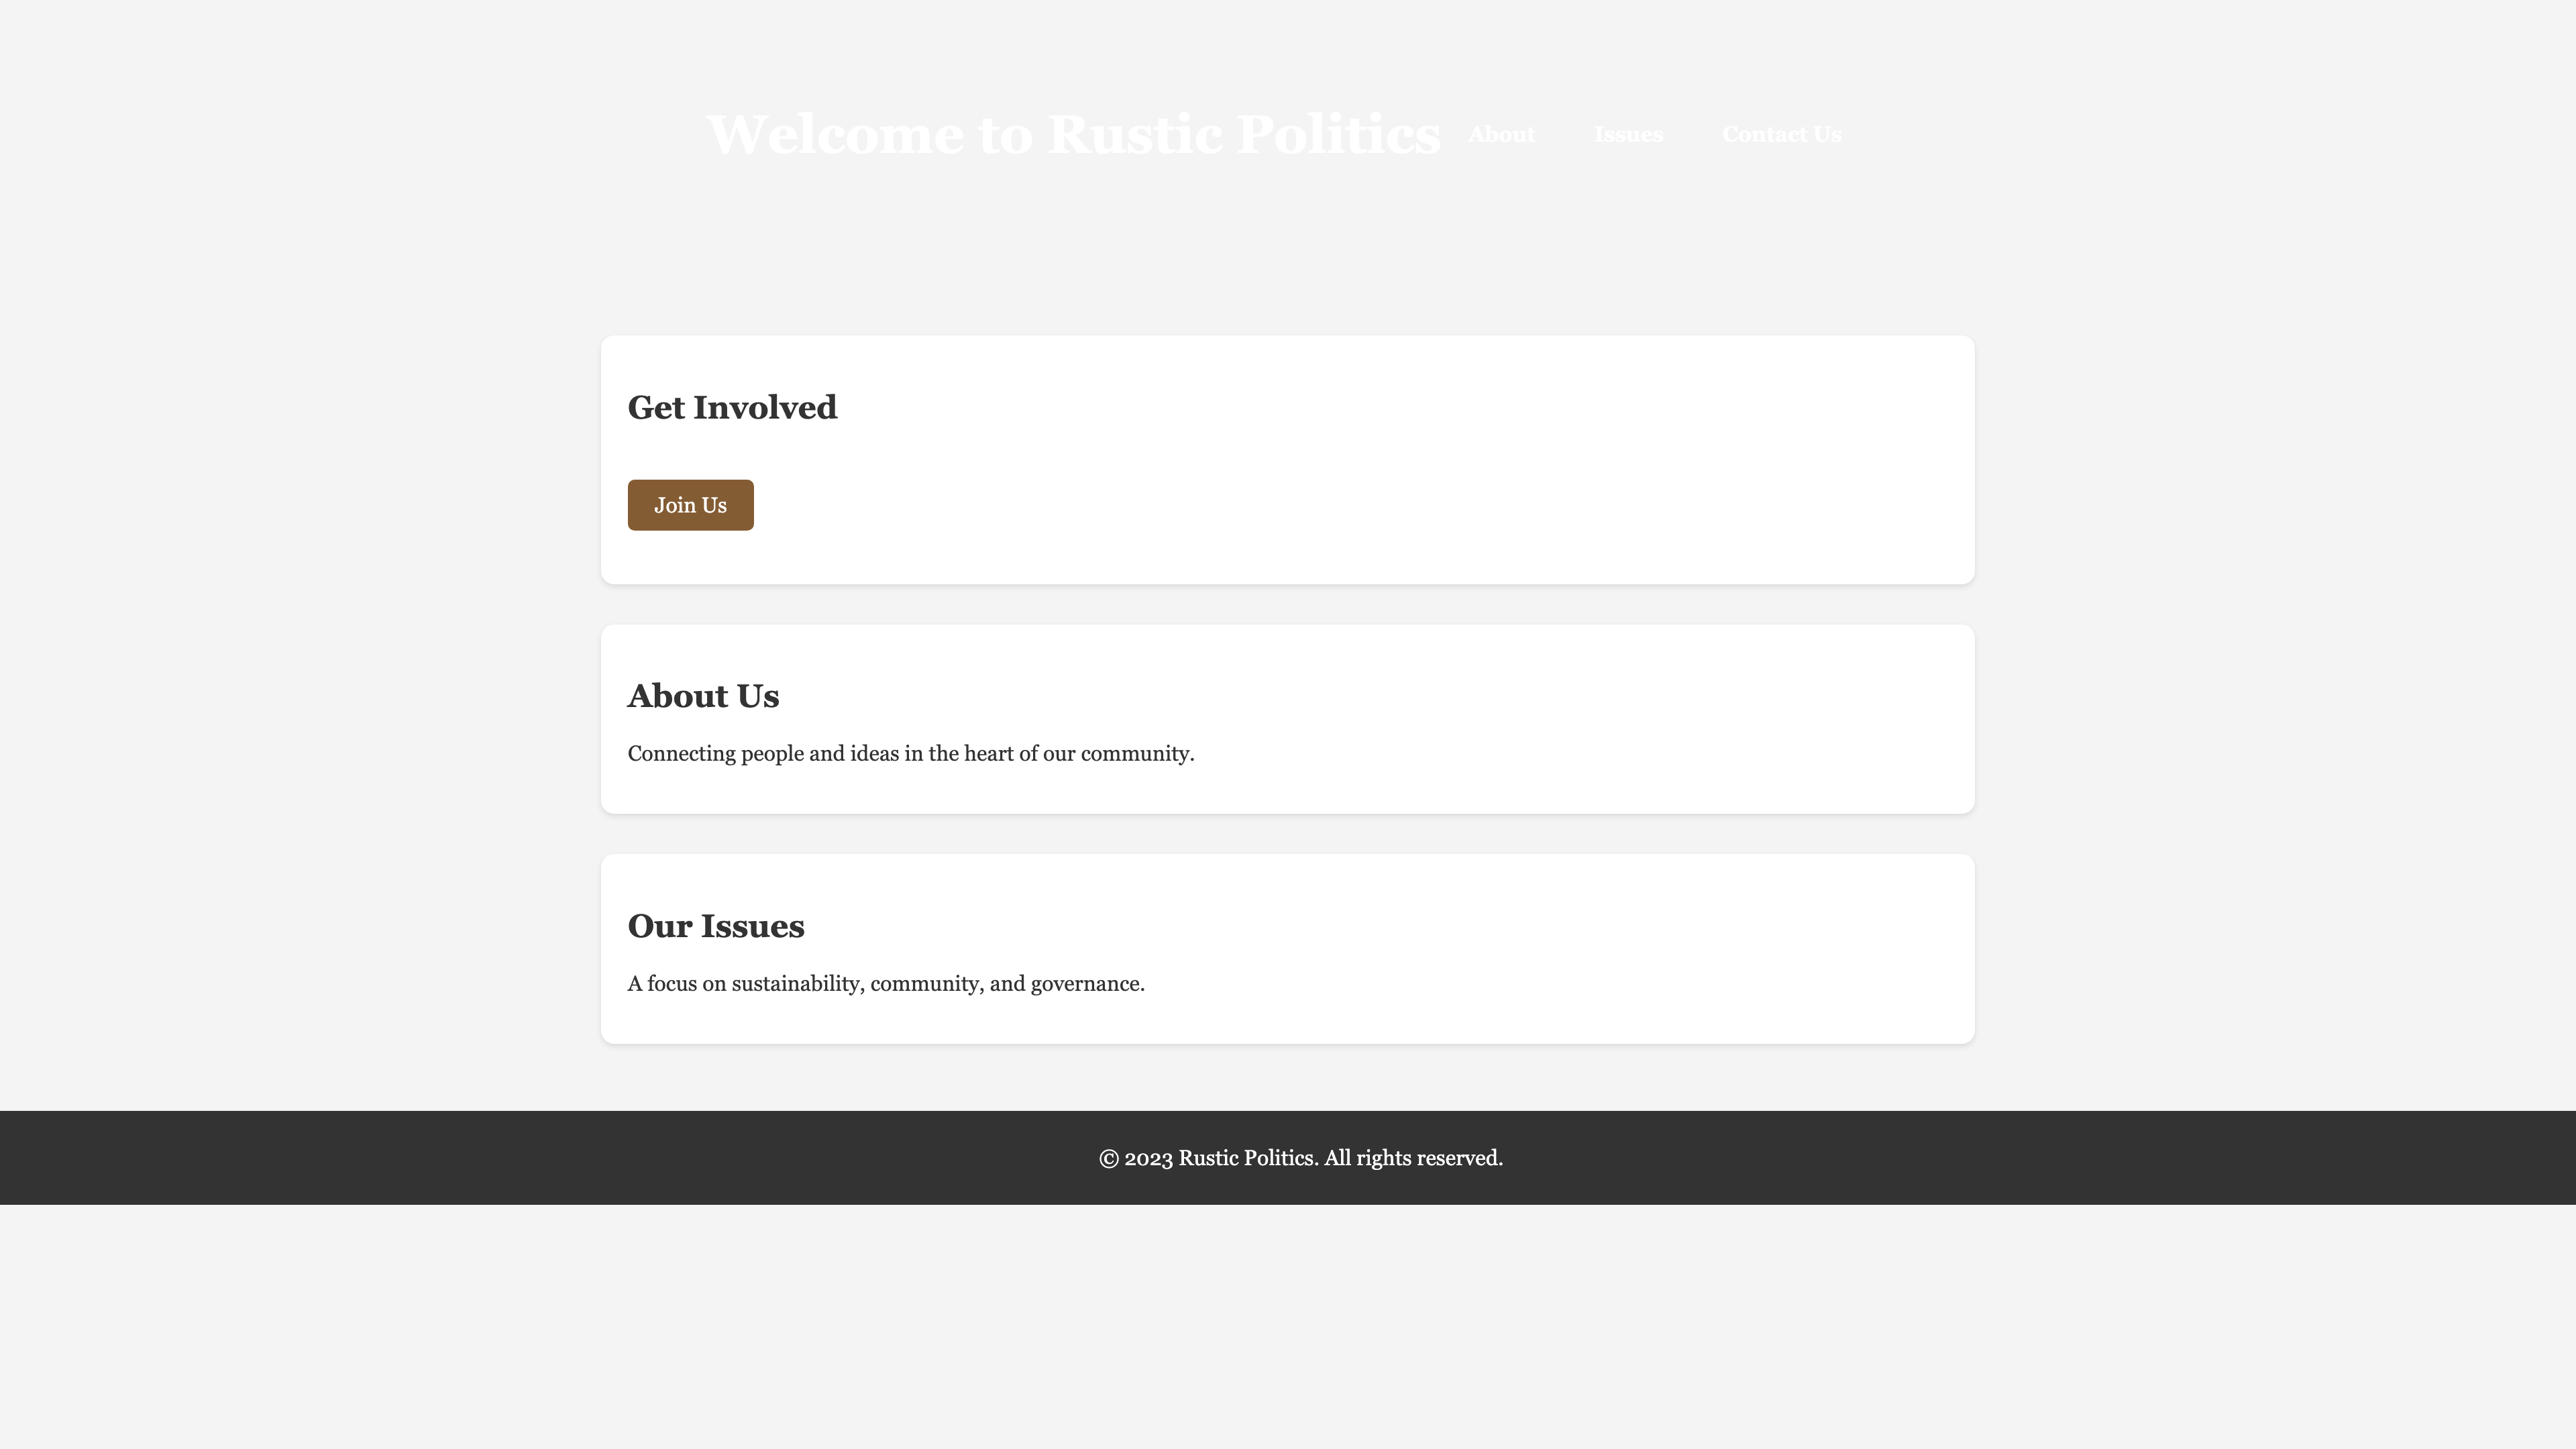 Welcome to Rustic Politics About Issues Contact Us
Get Involved
Join Us
About Us
Connecting people and ideas in the heart of our community.
Our Issues
A focus on sustainability, community, and governance.
© 2023 Rustic Politics. All rights reserved.